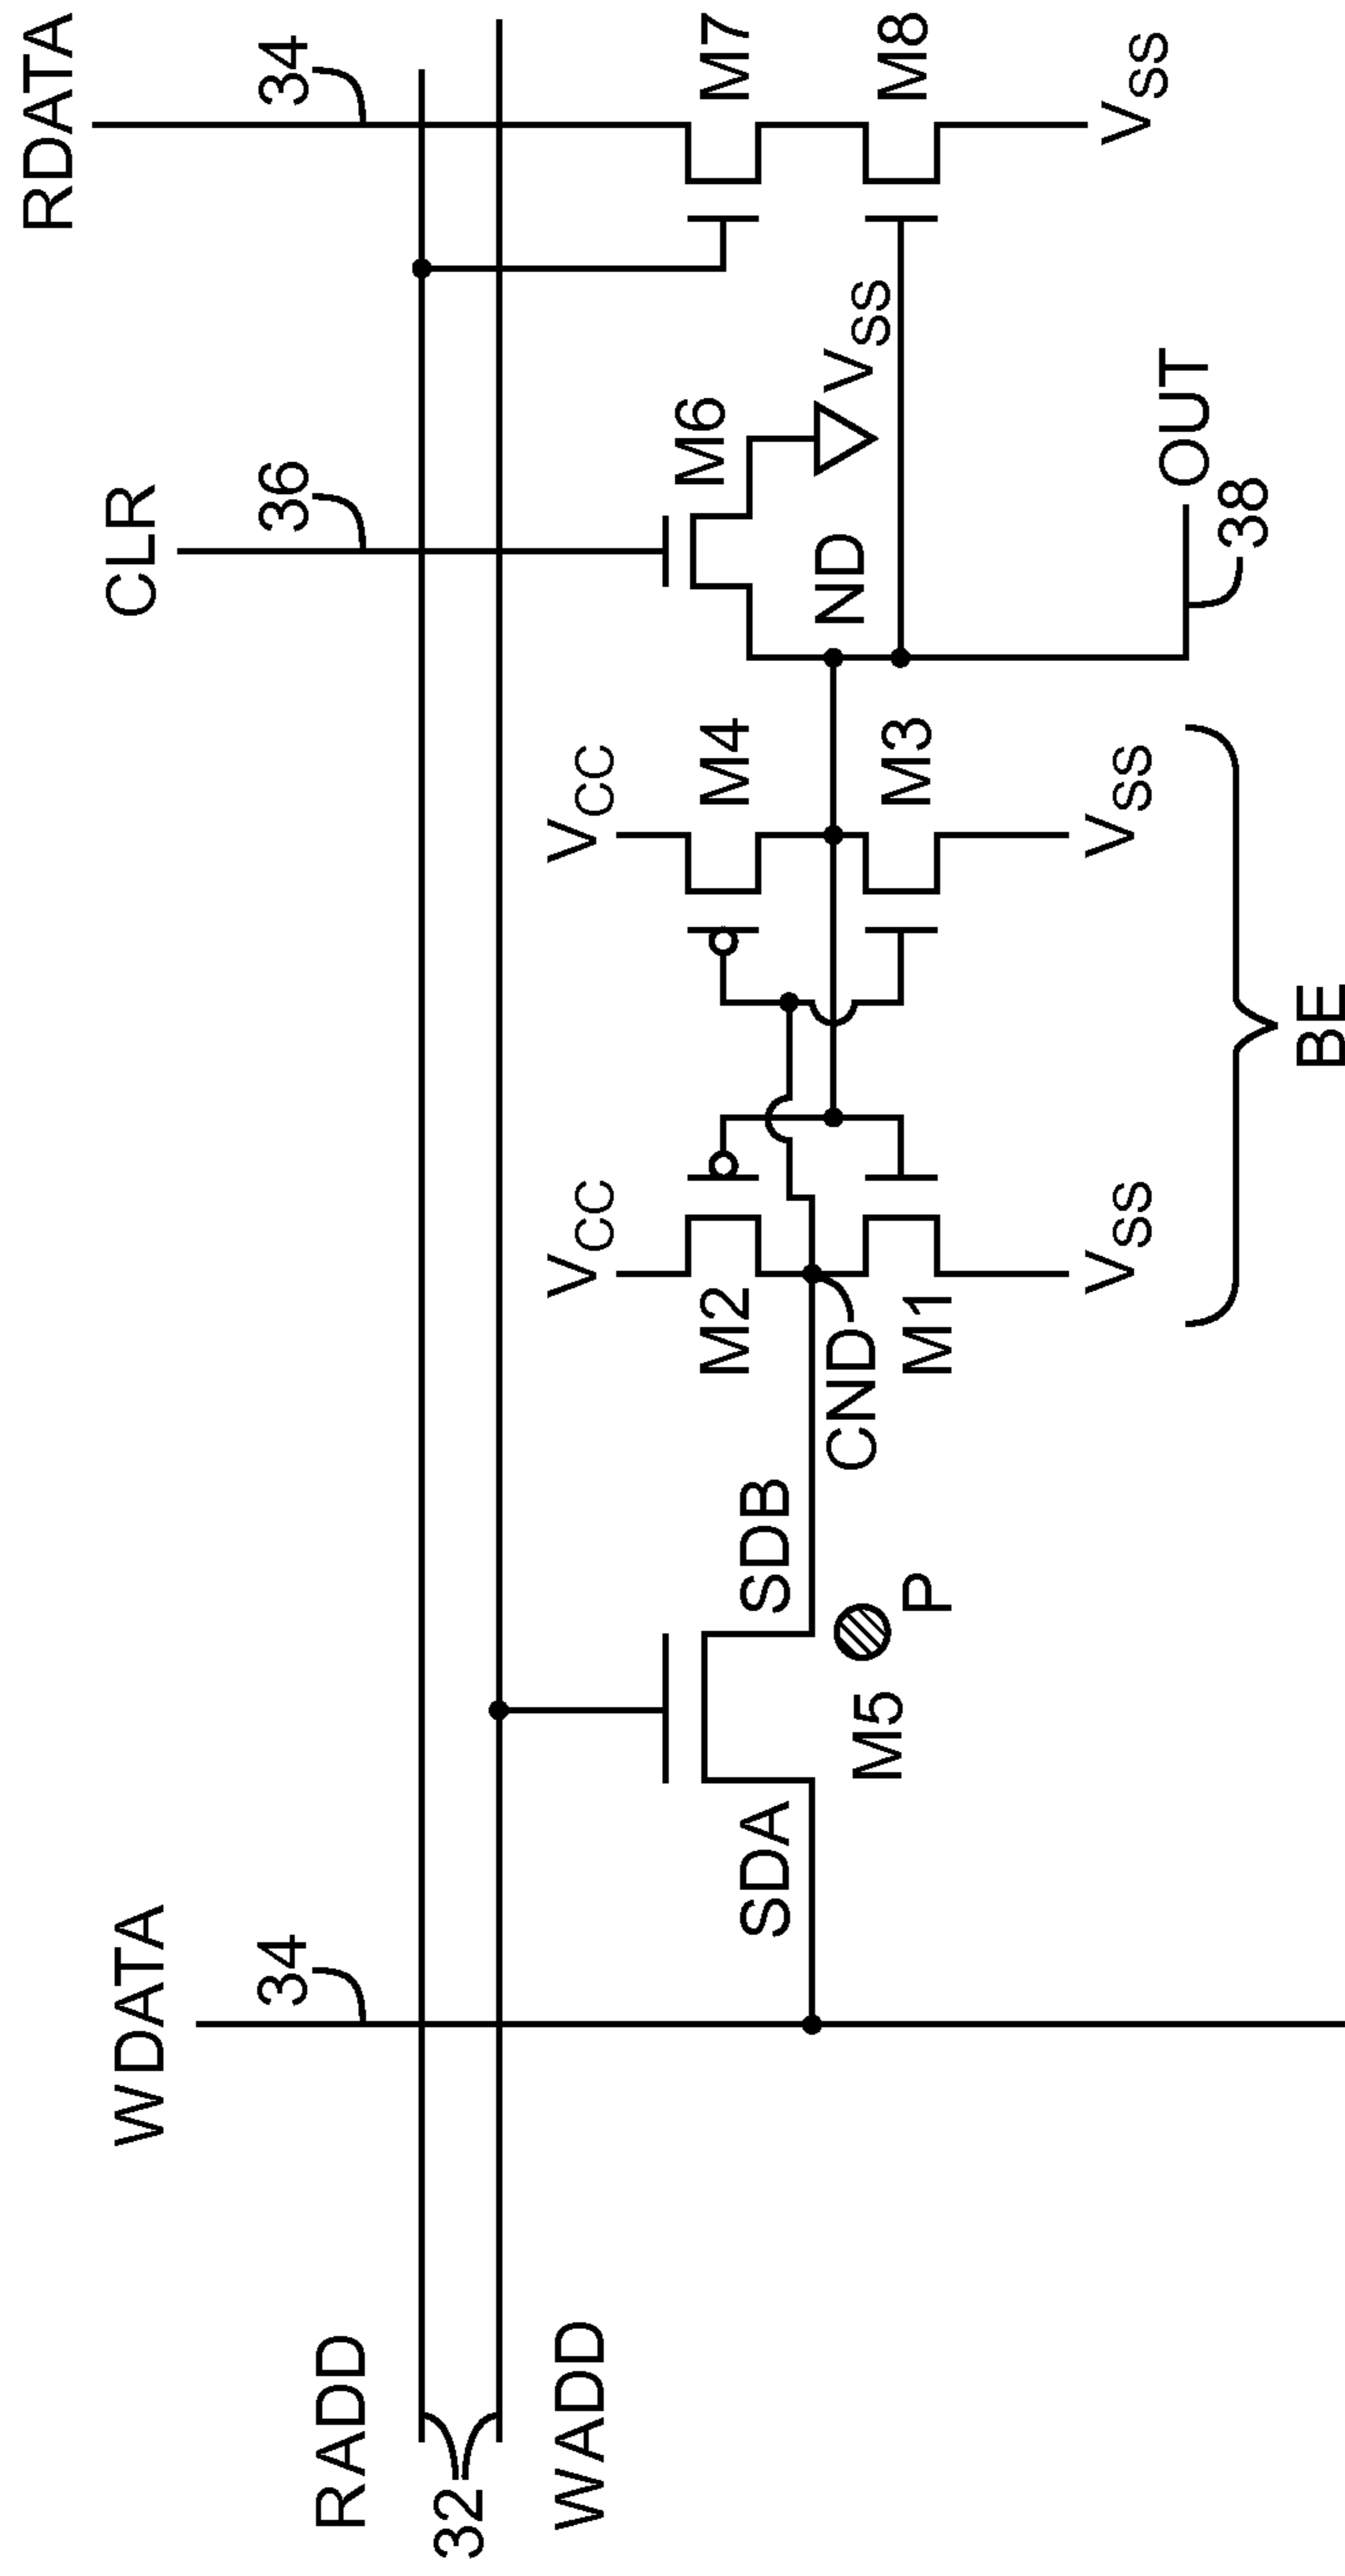 RDATA
34
CLR
36
WDATA
34
RADD
32
WADD
M7
M8
VSS
M6
VSS
ND
OUT
38
VCC
M4
M3
VSS
VCC
M2
M1
VSS
CND
SDB
SDA
M5
P
BE